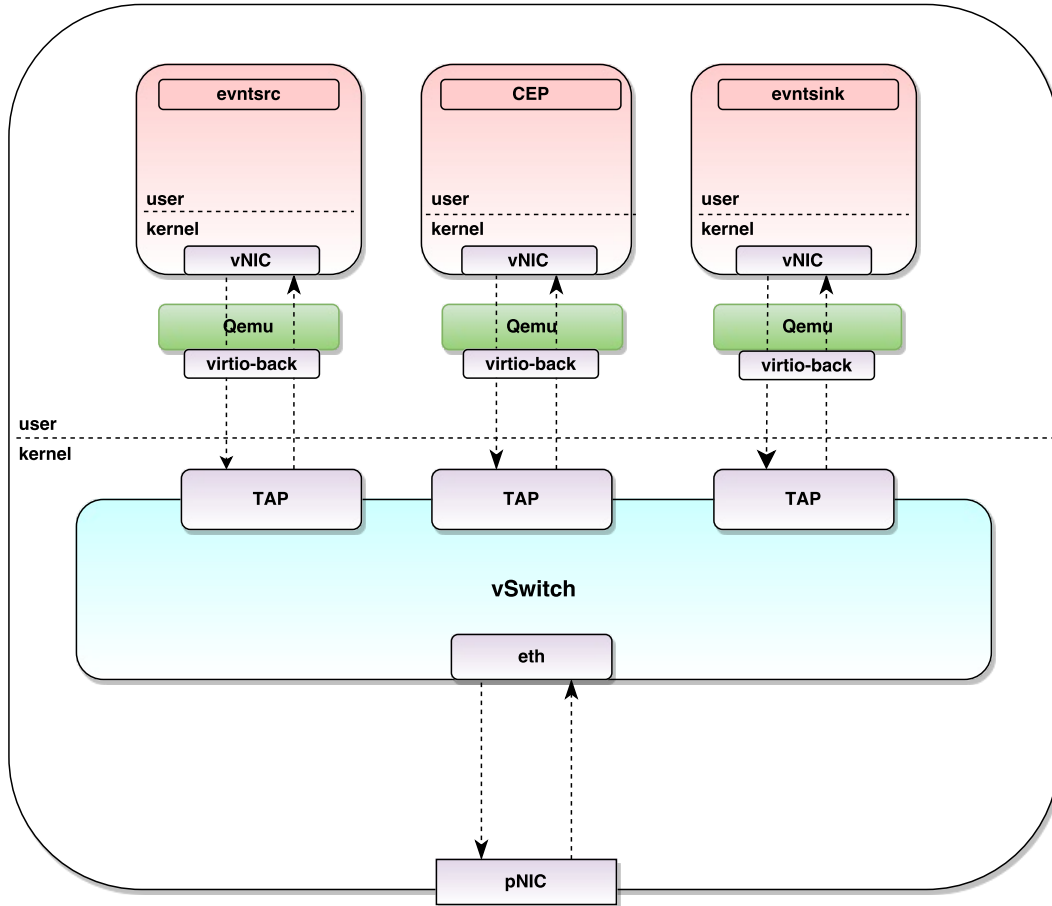 evntsrc
CEP
evntsink
user
user
user
kernel
kernel
kernel
vNIC
vNIC
vNIC
Qemu
Qemu
Qemu
virtio-back
virtio-back
virtio-back
user
kernel
TAP
TAP
TAP
vSwitch
eth
pNIC